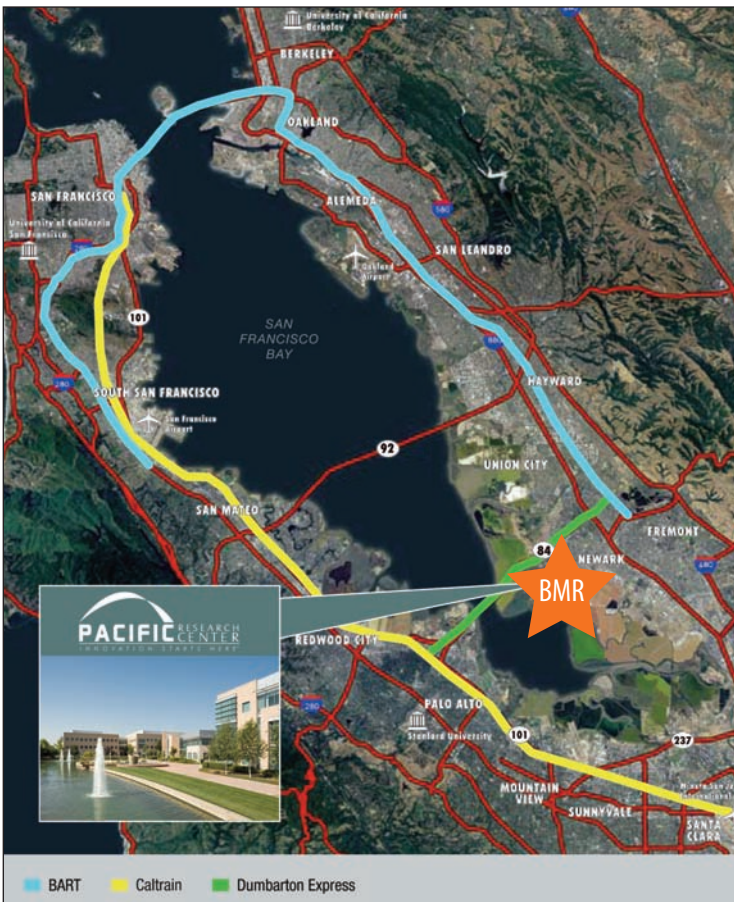 University of California
Berkeley
BERKELEY
OAKLAND
SAN FRANCISCO
ALEMEDA
580
University of California
San Francisco
SAN LEANDRO
Oakland
Airport
101
SAN
FRANCISCO
BAY
880
HAYWARD
280
SOUTH SAN FRANCISCO
San Francisco
Airport
92
UNION CITY
SAN MATEO
FREMONT
84
NEWARK
680
BMR
PACIFIC RESEARCH
CENTER
INNOVATION STARTS HERE
REDWOOD CITY
280
PALO ALTO
Stanford University
101
237
MOUNTAIN
VIEW
SUNNYVALE
SANTA
CLARA
BART
Caltrain
Dumbarton Express